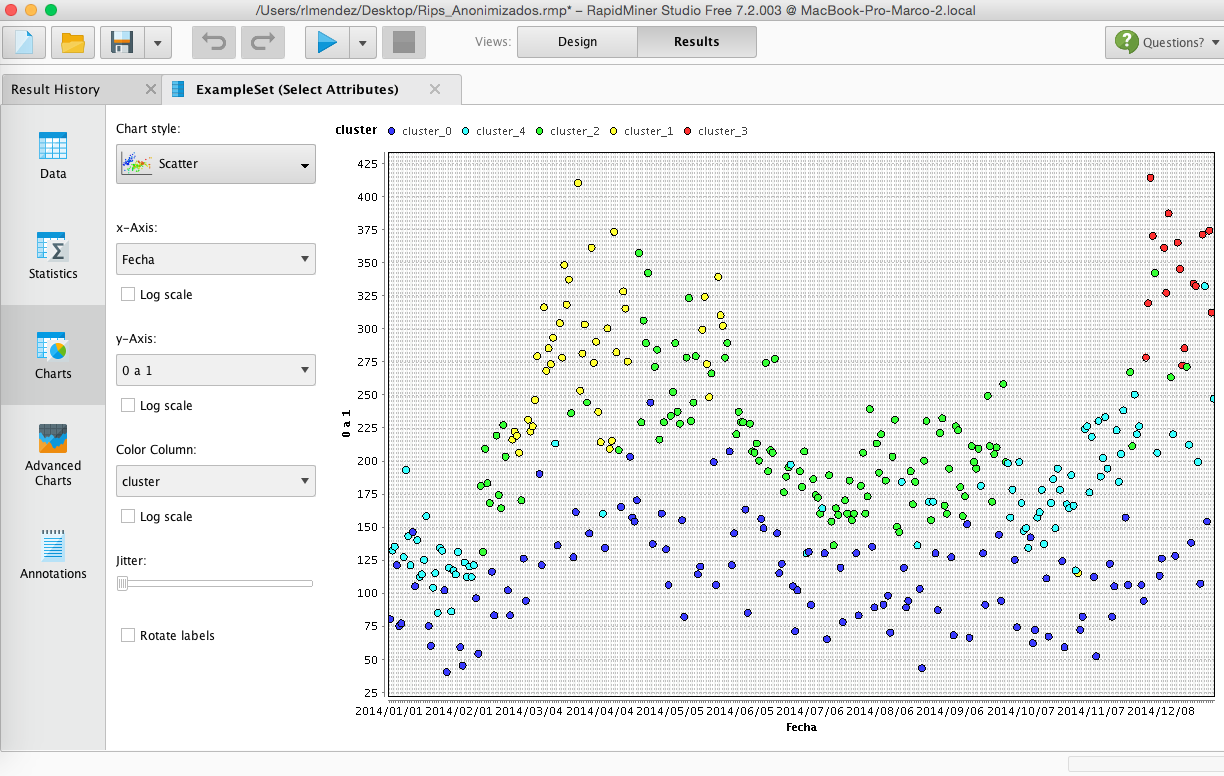 /Users/rlmendez/Desktop/Rips_Anonimizados.rmp* – RapidMiner Studio Free 7.2.003 @ MacBook-Pro-Marco-2.local
Views: Design Results ? Questions?
Result History ExampleSet (Select Attributes)
Data
Statistics
Charts
Advanced
Charts
Annotations
Chart style:
Scatter
x-Axis:
Fecha
Log scale
y-Axis:
0 a 1
Log scale
Color Column:
cluster
Log scale
Jitter:
Rotate labels
cluster cluster_0 cluster_4 cluster_2 cluster_1 cluster_3
425
400
375
350
325
300
275
250
225
200
175
150
125
100
75
50
25
0 a 1
2014/01/01 2014/02/01 2014/03/04 2014/04/04 2014/05/05 2014/06/05 2014/07/06 2014/08/06 2014/09/06 2014/10/07 2014/11/07 2014/12/08
Fecha